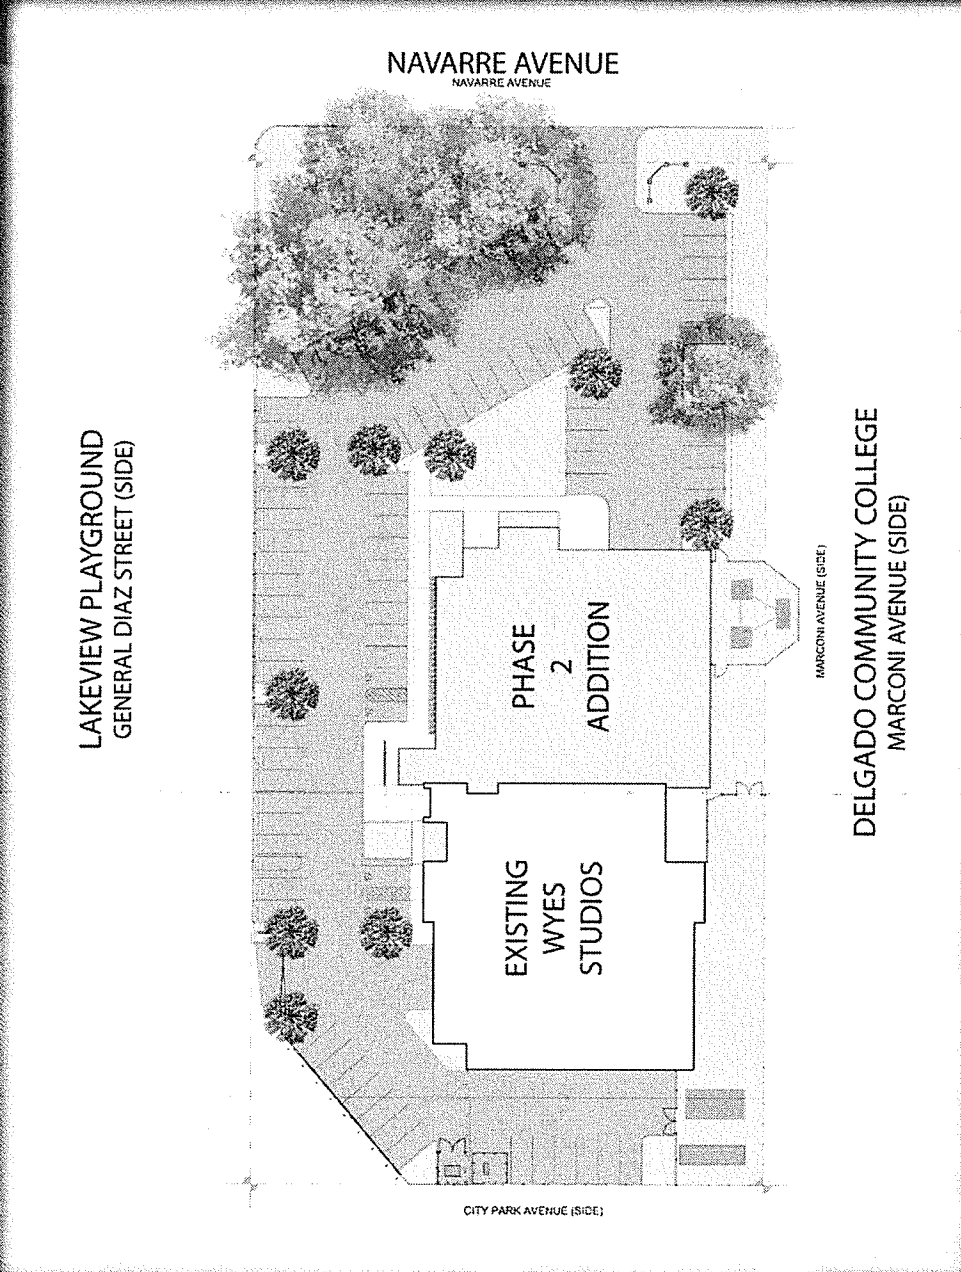 NAVARRE AVENUE
NAVARRE AVENUE
LAKEVIEW PLAYGROUND
GENERAL DIAZ STREET (SIDE)
PHASE
2
ADDITION
EXISTING
WYES
STUDIOS
MARCONI AVENUE (SIDE)
DELGADO COMMUNITY COLLEGE
MARCONI AVENUE (SIDE)
CITY PARK AVENUE (SIDE)